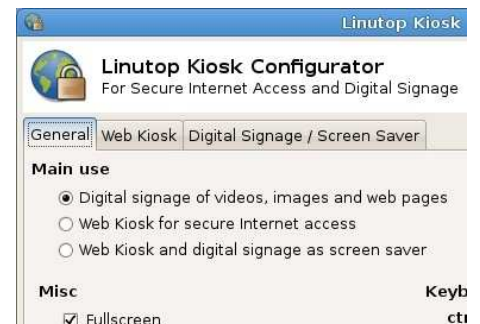 Linutop Kiosk
Linutop Kiosk Configurator
For Secure Internet Access and Digital Signage
General Web Kiosk Digital Signage / Screen Saver
Main use
Digital signage of videos, images and web pages
Web Kiosk for secure Internet access
Web Kiosk and digital signage as screen saver
Misc Keyb
Fullscreen ctr